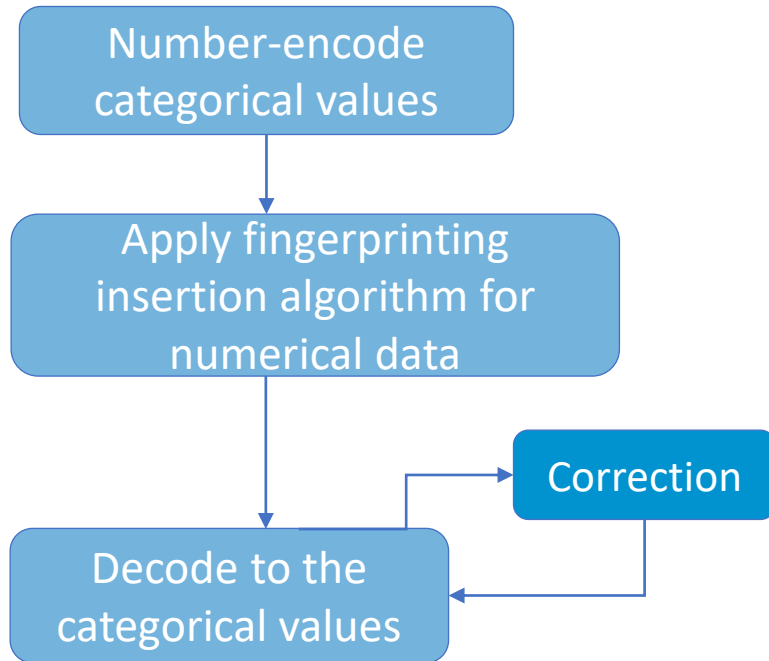 Number-encode
categorical values
Apply fingerprinting
insertion algorithm for
numerical data
Correction
Decode to the
categorical values